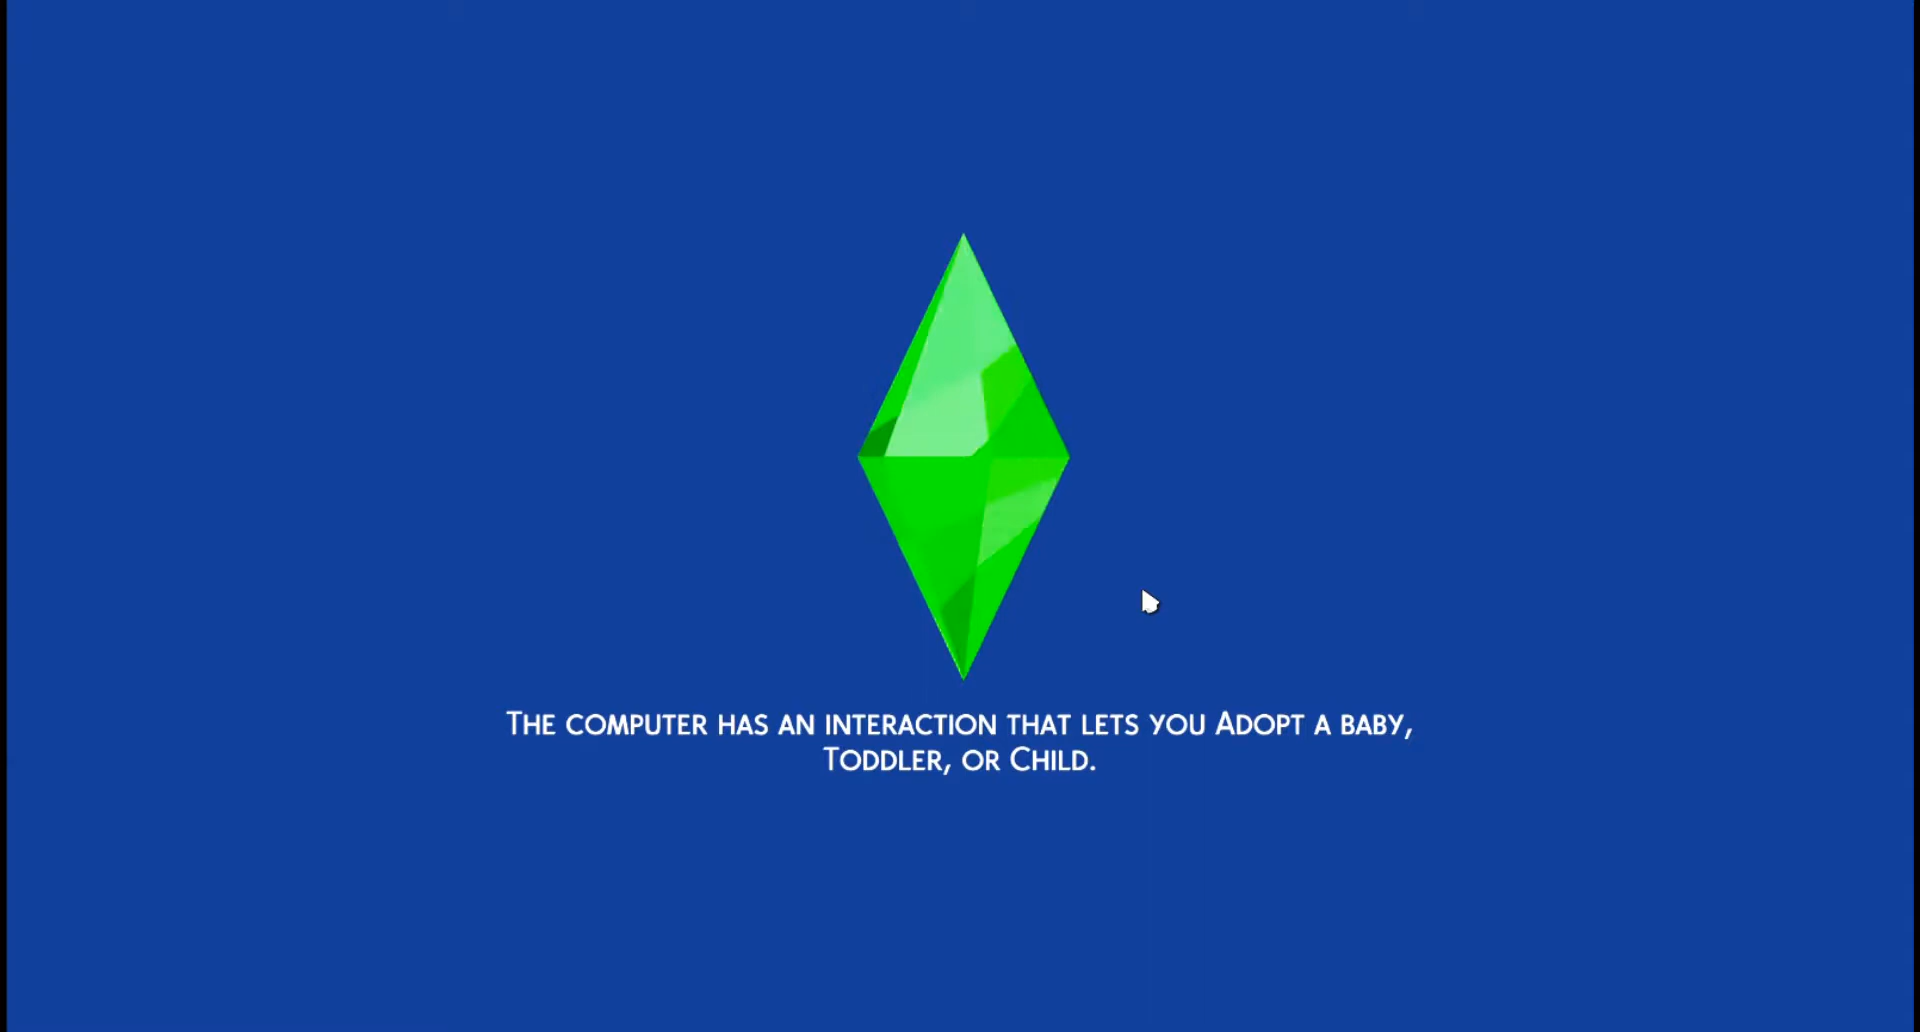 The computer has an interaction that lets you Adopt a baby,
Toddler, or Child.